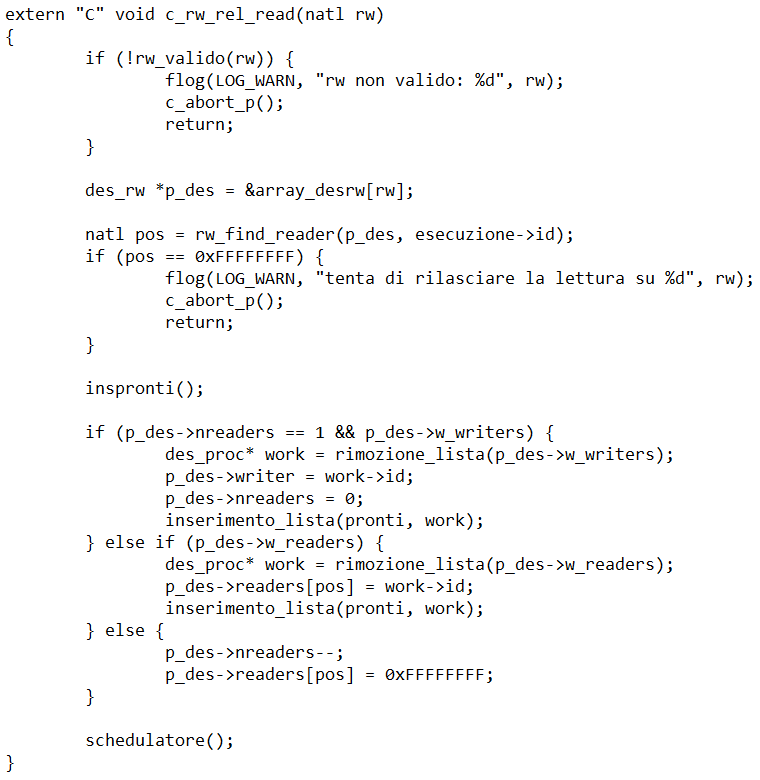 extern "C" void c_rw_rel_read(natl rw)
{
        if (!rw_valido(rw)) {
                flog(LOG_WARN, "rw non valido: %d", rw);
                c_abort_p();
                return;
        }

        des_rw *p_des = &array_desrw[rw];

        natl pos = rw_find_reader(p_des, esecuzione->id);
        if (pos == 0xFFFFFFFF) {
                flog(LOG_WARN, "tenta di rilasciare la lettura su %d", rw);
                c_abort_p();
                return;
        }

        inspronti();

        if (p_des->nreaders == 1 && p_des->w_writers) {
                des_proc* work = rimozione_lista(p_des->w_writers);
                p_des->writer = work->id;
                p_des->nreaders = 0;
                inserimento_lista(pronti, work);
        } else if (p_des->w_readers) {
                des_proc* work = rimozione_lista(p_des->w_readers);
                p_des->readers[pos] = work->id;
                inserimento_lista(pronti, work);
        } else {
                p_des->nreaders--;
                p_des->readers[pos] = 0xFFFFFFFF;
        }

        schedulatore();
}